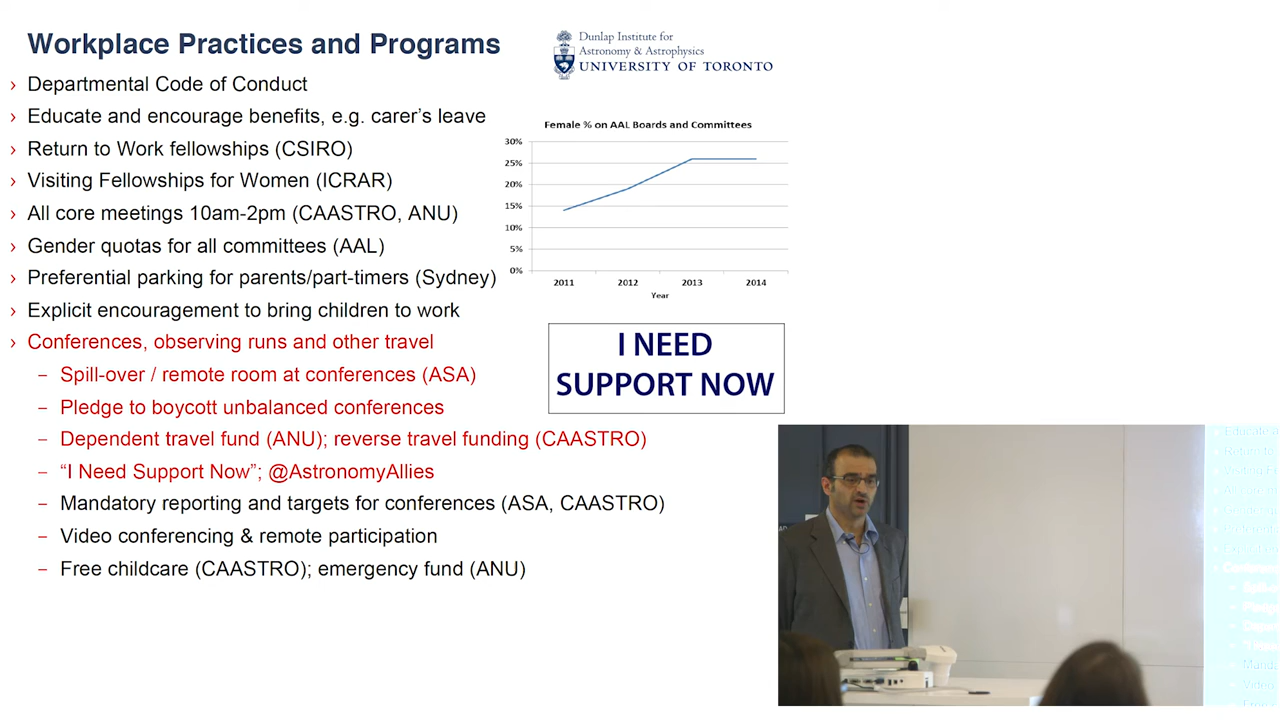 Workplace Practices and Programs
› Departmental Code of Conduct
› Educate and encourage benefits, e.g. carer's leave
› Return to Work fellowships (CSIRO)
› Visiting Fellowships for Women (ICRAR)
› All core meetings 10am-2pm (CAASTRO, ANU)
› Gender quotas for all committees (AAL)
› Preferential parking for parents/part-timers (Sydney)
› Explicit encouragement to bring children to work
› Conferences, observing runs and other travel
– Spill-over / remote room at conferences (ASA)
– Pledge to boycott unbalanced conferences
– Dependent travel fund (ANU); reverse travel funding (CAASTRO)
– “I Need Support Now”; @AstronomyAllies
– Mandatory reporting and targets for conferences (ASA, CAASTRO)
– Video conferencing & remote participation
– Free childcare (CAASTRO); emergency fund (ANU)
Dunlap Institute for
Astronomy & Astrophysics
UNIVERSITY OF TORONTO
Female % on AAL Boards and Committees
30%
25%
20%
15%
10%
5%
0%
2011 2012 2013 2014
Year
I NEED
SUPPORT NOW
Return to
Video